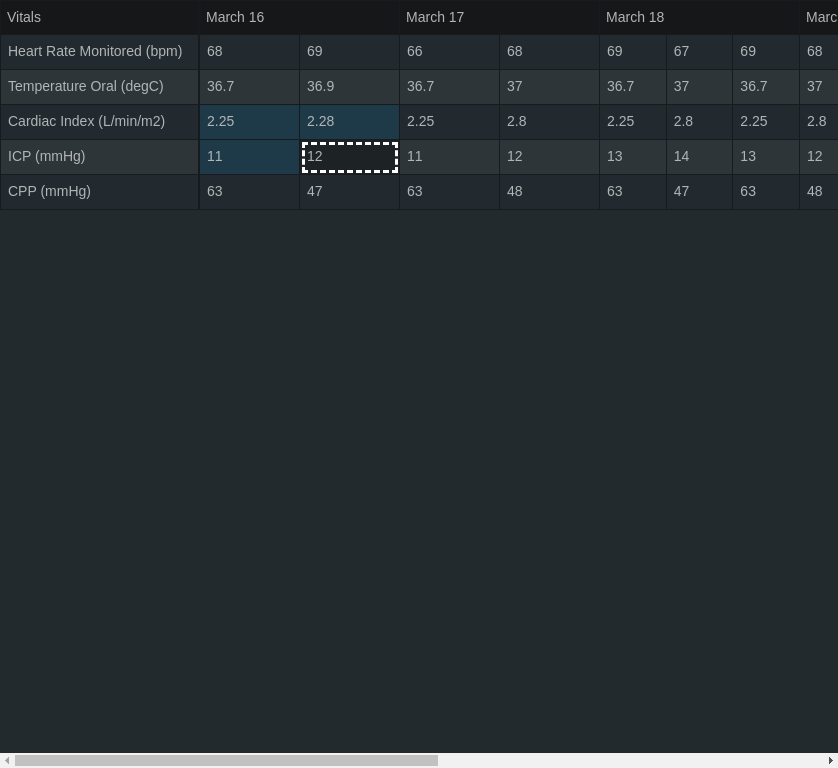 Vitals March 16 March 17 March 18 Marc
Heart Rate Monitored (bpm) 68 69 66 68 69 67 69 68
Temperature Oral (degC) 36.7 36.9 36.7 37 36.7 37 36.7 37
Cardiac Index (L/min/m2) 2.25 2.28 2.25 2.8 2.25 2.8 2.25 2.8
ICP (mmHg) 11 12 11 12 13 14 13 12
CPP (mmHg) 63 47 63 48 63 47 63 48